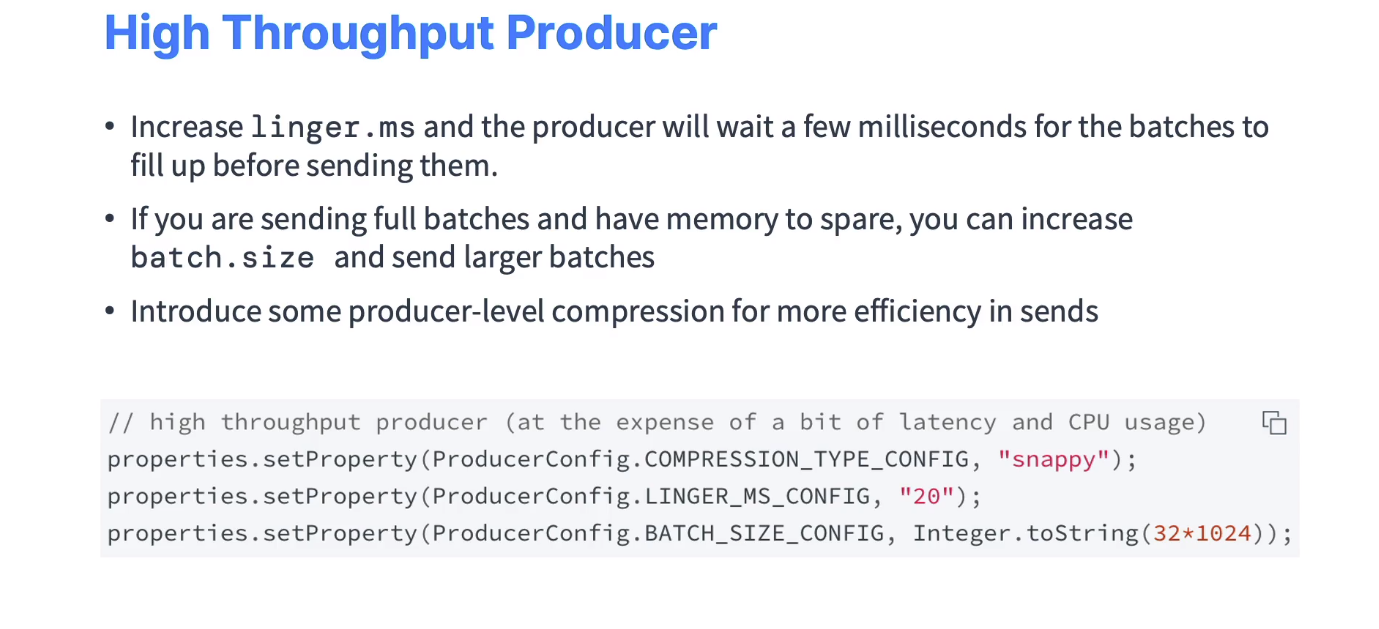 High Throughput Producer
• Increase linger.ms and the producer will wait a few milliseconds for the batches to
fill up before sending them.
• If you are sending full batches and have memory to spare, you can increase
batch.size and send larger batches
• Introduce some producer-level compression for more efficiency in sends
// high throughput producer (at the expense of a bit of latency and CPU usage)
properties.setProperty(ProducerConfig.COMPRESSION_TYPE_CONFIG, "snappy");
properties.setProperty(ProducerConfig.LINGER_MS_CONFIG, "20");
properties.setProperty(ProducerConfig.BATCH_SIZE_CONFIG, Integer.toString(32*1024));